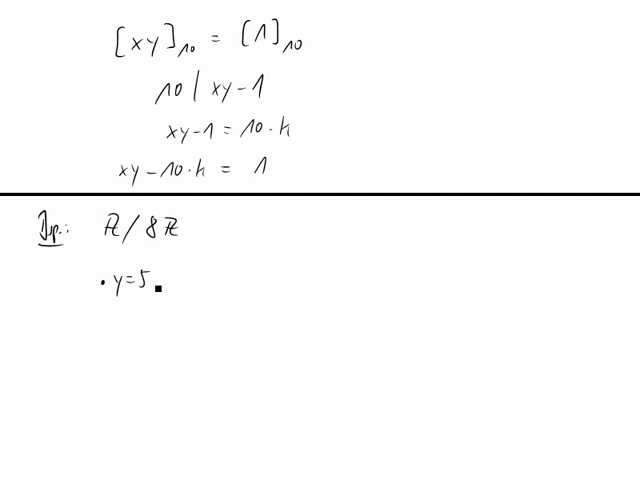 [xy]₁₀ = [1]₁₀
10 | xy-1
xy-1 = 10·k
xy-10·k = 1
Bsp.: ℤ/8ℤ
· y=5